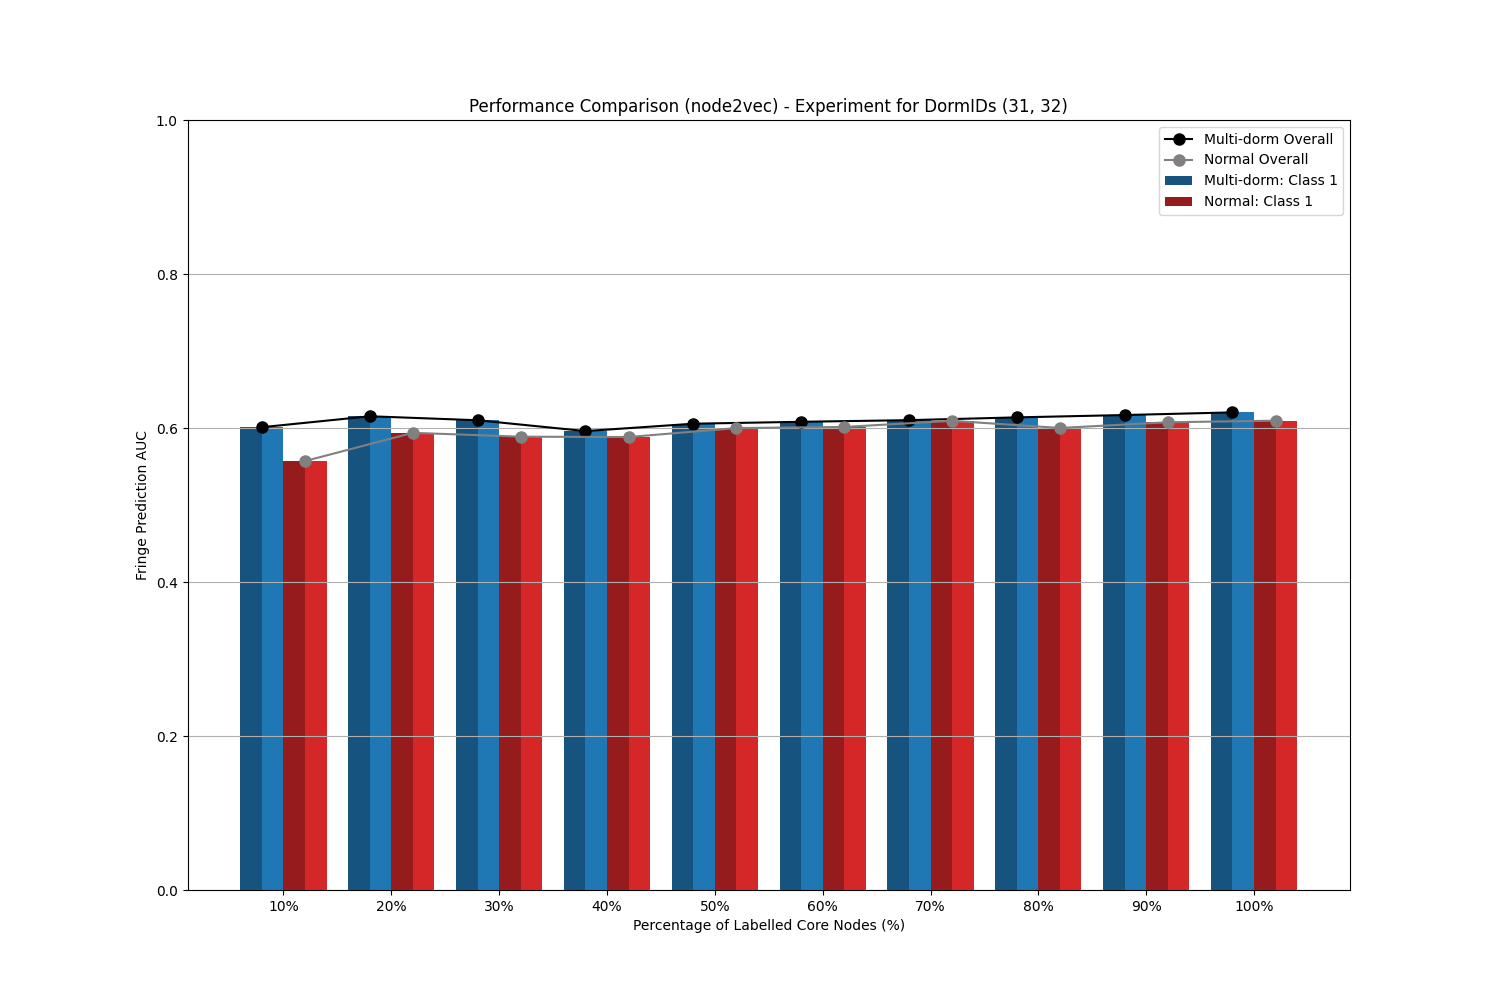 Performance Comparison (node2vec) - Experiment for DormIDs (31, 32)
1.0
0.8
0.6
0.4
0.2
0.0
Fringe Prediction AUC
Multi-dorm Overall
Normal Overall
Multi-dorm: Class 1
Normal: Class 1
10% 20% 30% 40% 50% 60% 70% 80% 90% 100%
Percentage of Labelled Core Nodes (%)